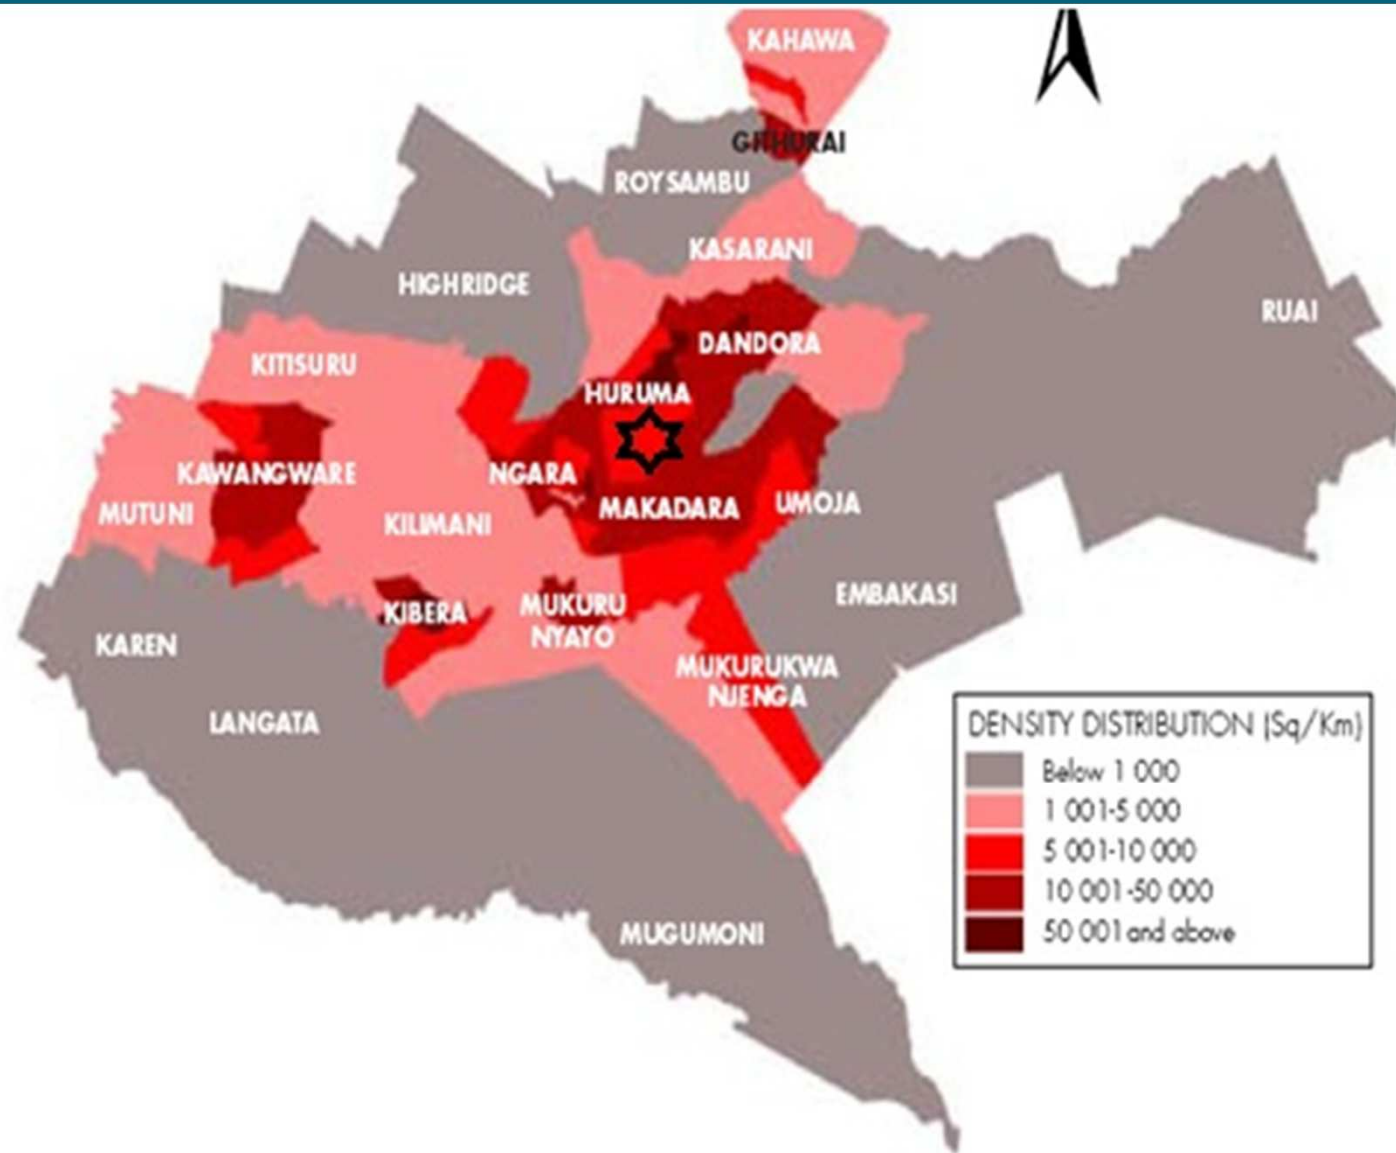 KAHAWA
GITHURAI
ROYSAMBU
KASARANI
HIGHRIDGE
RUAI
DANDORA
KITISURU
HURUMA
KAWANGWARE
NGARA
MAKADARA
UMOJA
MUTUNI
KILIMANI
EMBAKASI
KIBERA
MUKURU
NYAYO
KAREN
MUKURUKWA
NJENGA
LANGATA
DENSITY DISTRIBUTION (Sq/Km)
Below 1 000
1 001-5 000
5 001-10 000
10 001-50 000
50 001 and above
MUGUMONI